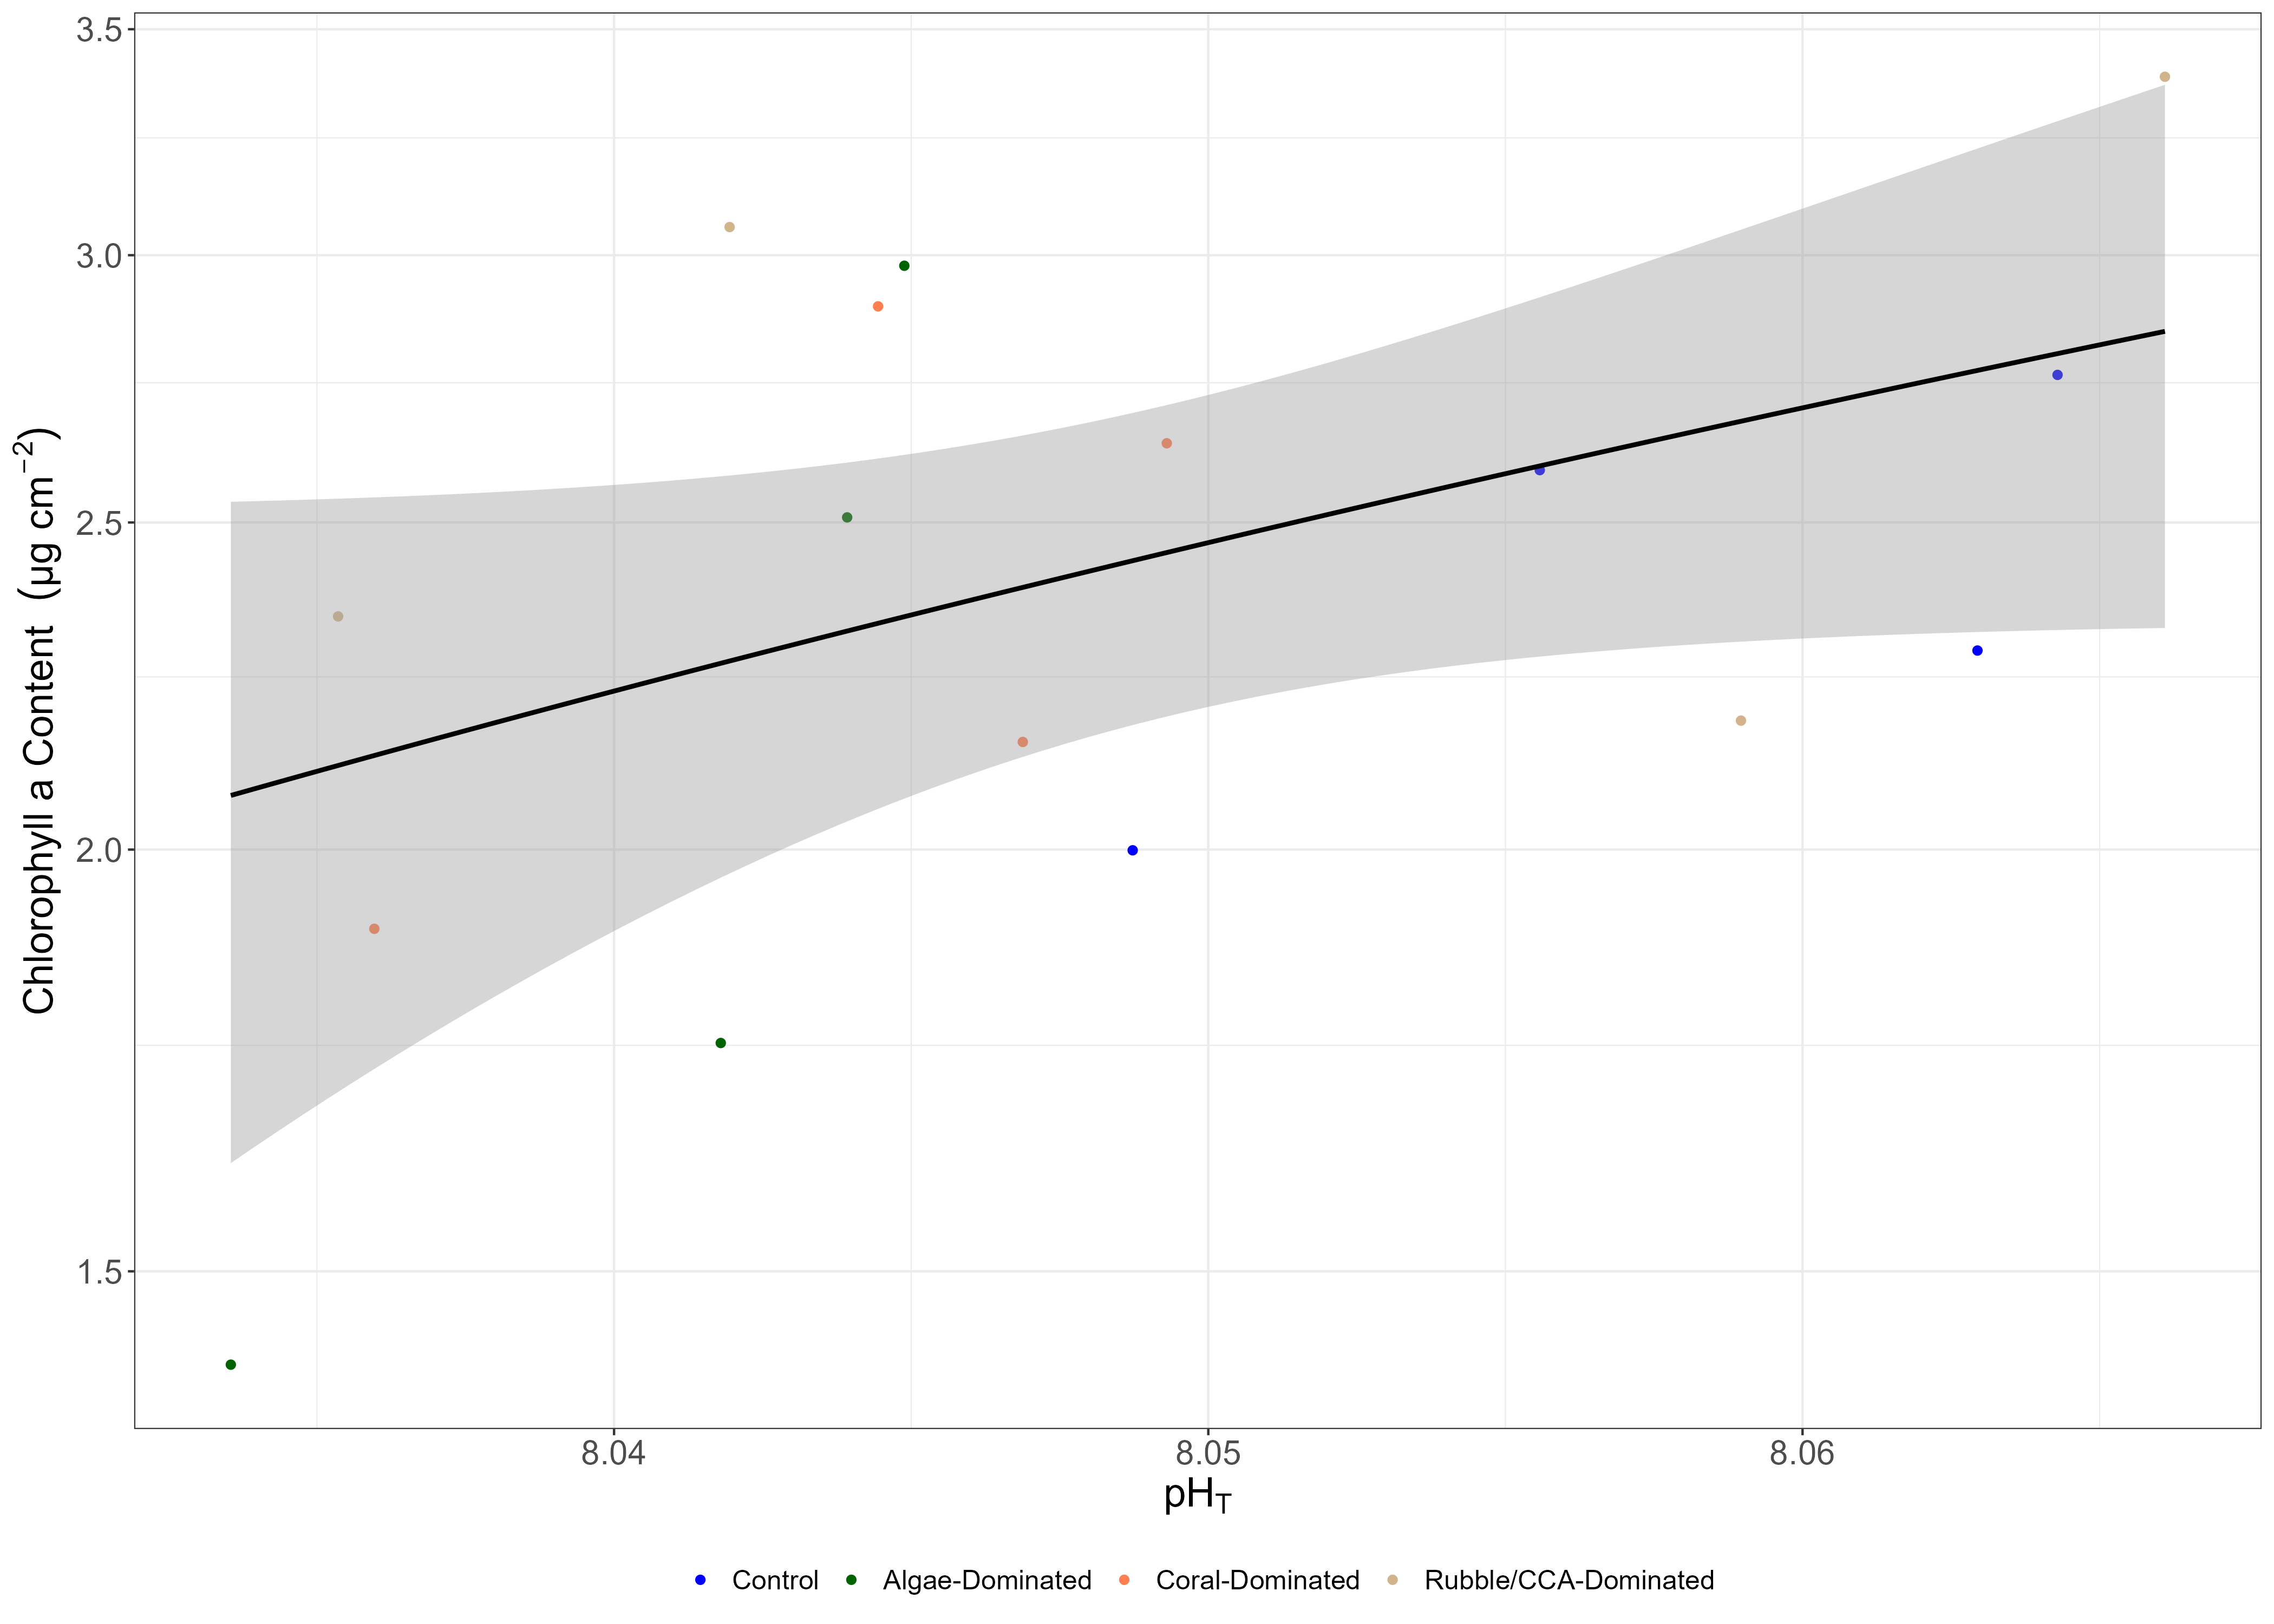 3.5
3.0
2.5
2.0
1.5
Chlorophyll a Content (µg cm⁻²)
8.04 8.05 8.06
pH_T
Control Algae-Dominated Coral-Dominated Rubble/CCA-Dominated